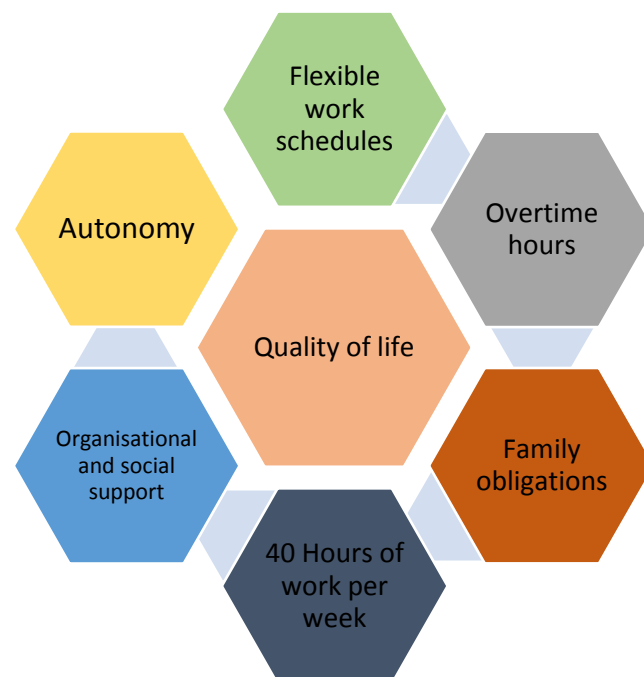 Flexible
work
schedules
Autonomy
Overtime
hours
Quality of life
Organisational
and social
support
Family
obligations
40 Hours of
work per
week